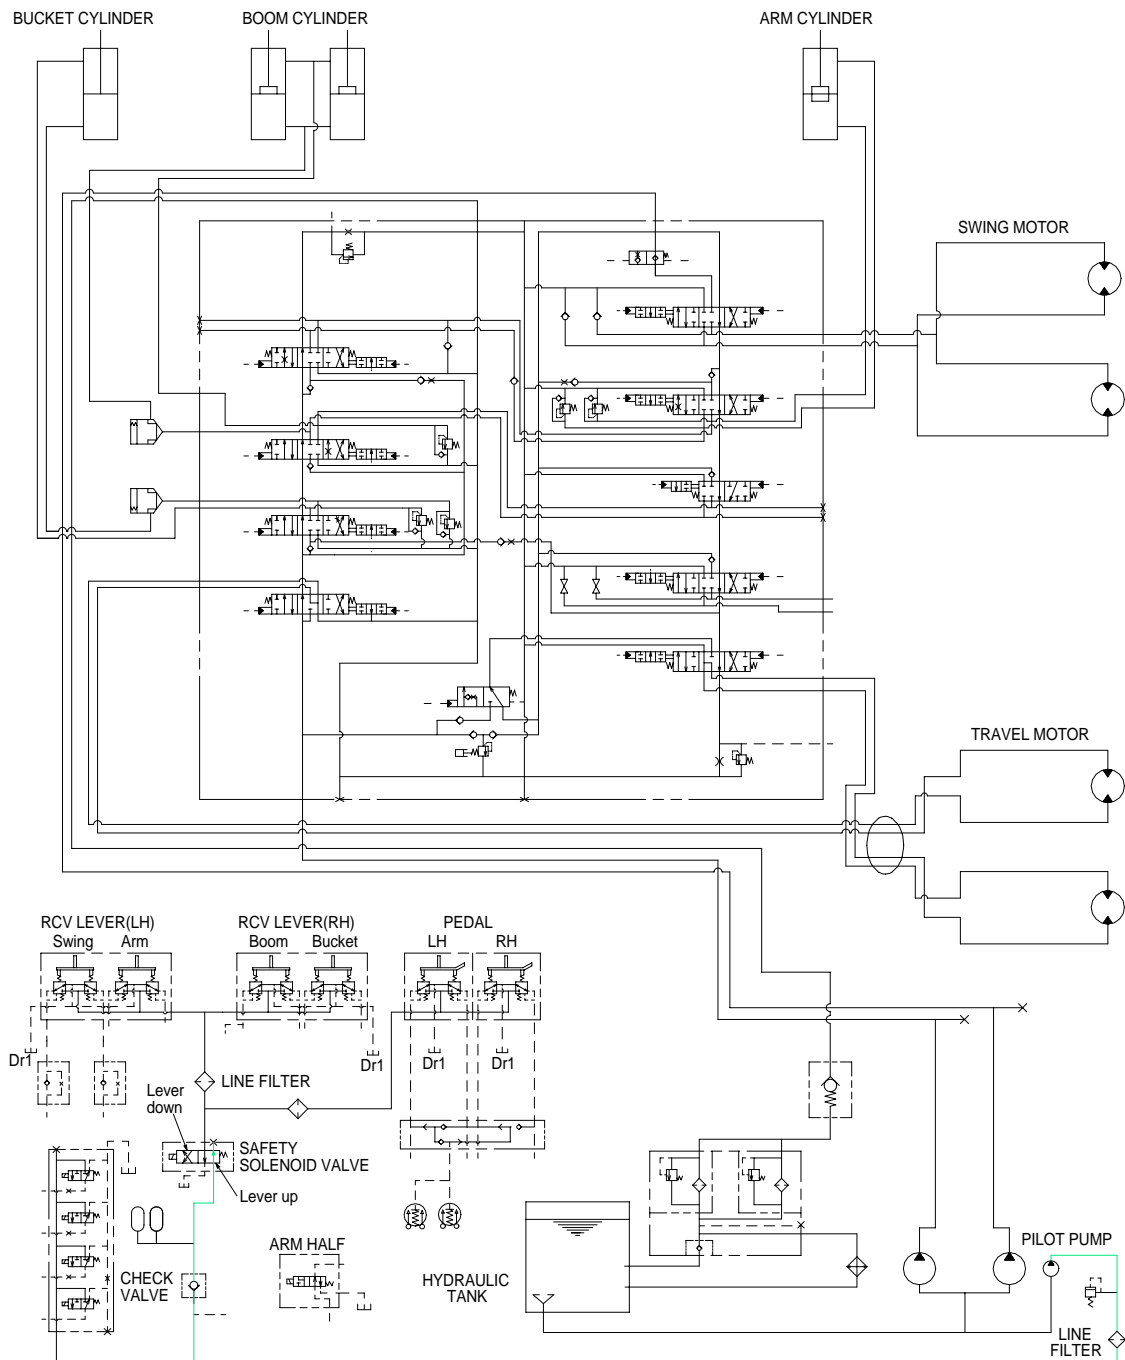 BUCKET CYLINDER
BOOM CYLINDER
ARM CYLINDER
SWING MOTOR
TRAVEL MOTOR
RCV LEVER(LH)
Swing Arm
RCV LEVER(RH)
Boom Bucket
PEDAL
LH RH
Dr1
Dr1
Dr1
Dr1
LINE FILTER
Lever
down
SAFETY
SOLENOID VALVE
Lever up
ARM HALF
CHECK
VALVE
HYDRAULIC
TANK
PILOT PUMP
LINE
FILTER